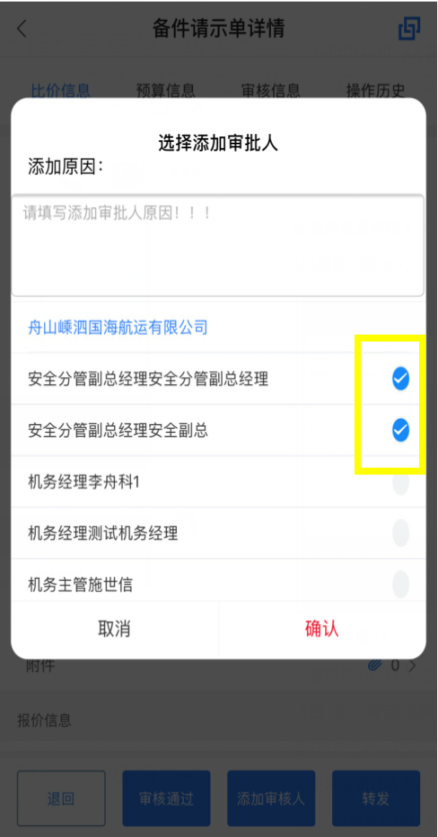 备件请示单详情
比价信息 预算信息 审核信息 操作历史
选择添加审批人
添加原因：
请填写添加审批人原因！！！
舟山嵊泗国海航运有限公司
安全分管副总经理安全分管副总经理
安全分管副总经理安全副总
机务经理李舟科1
机务经理测试机务经理
机务主管施世信
取消 确认
附件 0
报价信息
退回 审核通过 添加审核人 转发